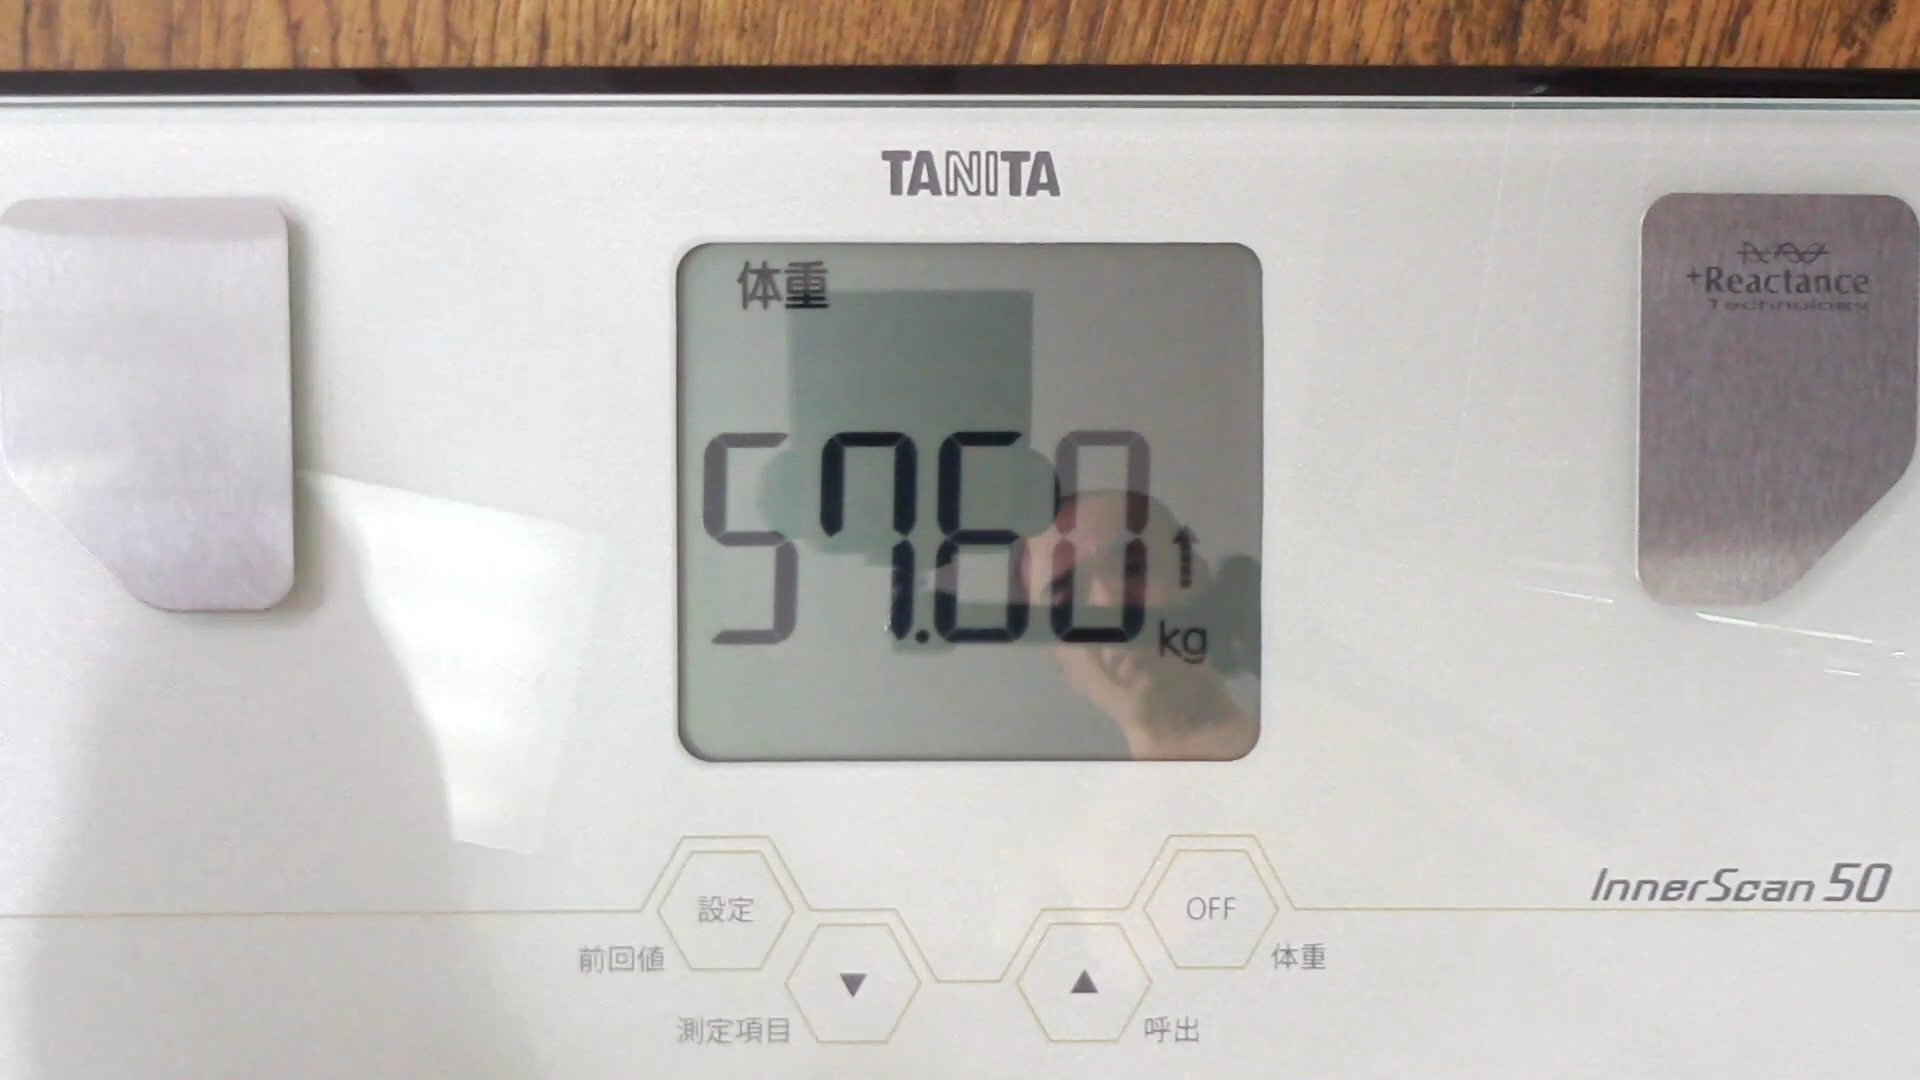 TANITA
体重
+Reactance
Technology
57.60
kg
InnerScan 50
設定
OFF
前回値
体重
▼
▲
測定項目
呼出